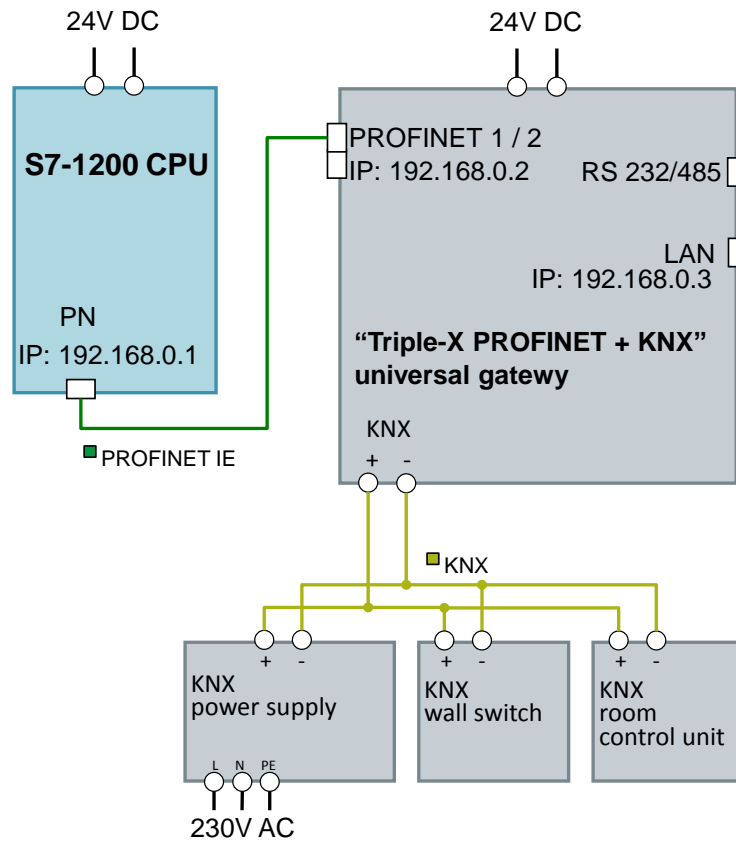 24V DC
24V DC
S7-1200 CPU
PN
IP: 192.168.0.1
PROFINET 1 / 2
IP: 192.168.0.2
RS 232/485
LAN
IP: 192.168.0.3
“Triple-X PROFINET + KNX”
universal gatewy
KNX
+ -
PROFINET IE
KNX
+ -
KNX
power supply
L N PE
230V AC
+ -
KNX
wall switch
+ -
KNX
room
control unit